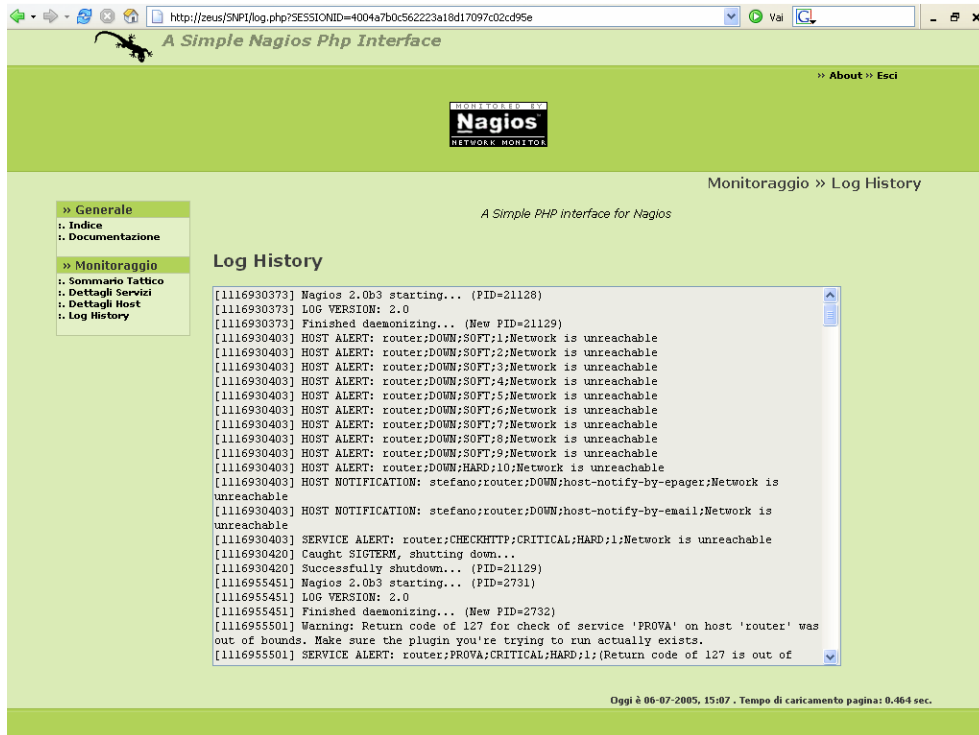 http://zeus/SNPI/log.php?SESSIONID=4004a7b0c562223a18d17097c02cd95e
Vai
G
A Simple Nagios Php Interface
» About » Esci
MONITORED BY
Nagios
NETWORK MONITOR
Monitoraggio » Log History
» Generale
:. Indice
:. Documentazione
» Monitoraggio
:. Sommario Tattico
:. Dettagli Servizi
:. Dettagli Host
:. Log History
A Simple PHP interface for Nagios
Log History
[1116930373] Nagios 2.0b3 starting... (PID=21128)
[1116930373] LOG VERSION: 2.0
[1116930373] Finished daemonizing... (New PID=21129)
[1116930403] HOST ALERT: router;DOWN;SOFT;1;Network is unreachable
[1116930403] HOST ALERT: router;DOWN;SOFT;2;Network is unreachable
[1116930403] HOST ALERT: router;DOWN;SOFT;3;Network is unreachable
[1116930403] HOST ALERT: router;DOWN;SOFT;4;Network is unreachable
[1116930403] HOST ALERT: router;DOWN;SOFT;5;Network is unreachable
[1116930403] HOST ALERT: router;DOWN;SOFT;6;Network is unreachable
[1116930403] HOST ALERT: router;DOWN;SOFT;7;Network is unreachable
[1116930403] HOST ALERT: router;DOWN;SOFT;8;Network is unreachable
[1116930403] HOST ALERT: router;DOWN;SOFT;9;Network is unreachable
[1116930403] HOST ALERT: router;DOWN;HARD;10;Network is unreachable
[1116930403] HOST NOTIFICATION: stefano;router;DOWN;host-notify-by-epager;Network is
unreachable
[1116930403] HOST NOTIFICATION: stefano;router;DOWN;host-notify-by-email;Network is
unreachable
[1116930403] SERVICE ALERT: router;CHECKHTTP;CRITICAL;HARD;1;Network is unreachable
[1116930420] Caught SIGTERM, shutting down...
[1116930420] Successfully shutdown... (PID=21129)
[1116955451] Nagios 2.0b3 starting... (PID=2731)
[1116955451] LOG VERSION: 2.0
[1116955451] Finished daemonizing... (New PID=2732)
[1116955501] Warning: Return code of 127 for check of service 'PROVA' on host 'router' was
out of bounds. Make sure the plugin you're trying to run actually exists.
[1116955501] SERVICE ALERT: router;PROVA;CRITICAL;HARD;1;(Return code of 127 is out of
Oggi è 06-07-2005, 15:07 . Tempo di caricamento pagina: 0.464 sec.